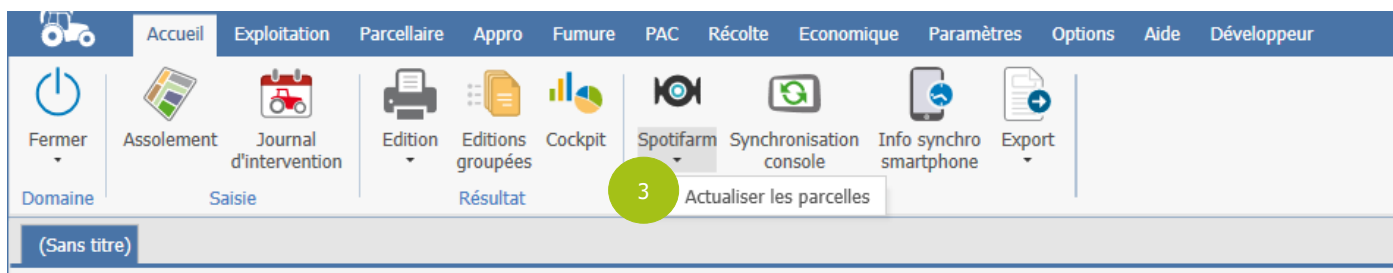 Accueil Exploitation Parcellaire Appro Fumure PAC Récolte Economique Paramètres Options Aide Développeur
Fermer Assolement Journal d'intervention Edition Editions groupées Cockpit Spotifarm Synchronisation console Info synchro smartphone Export
Domaine Saisie Résultat
3 Actualiser les parcelles
(Sans titre)